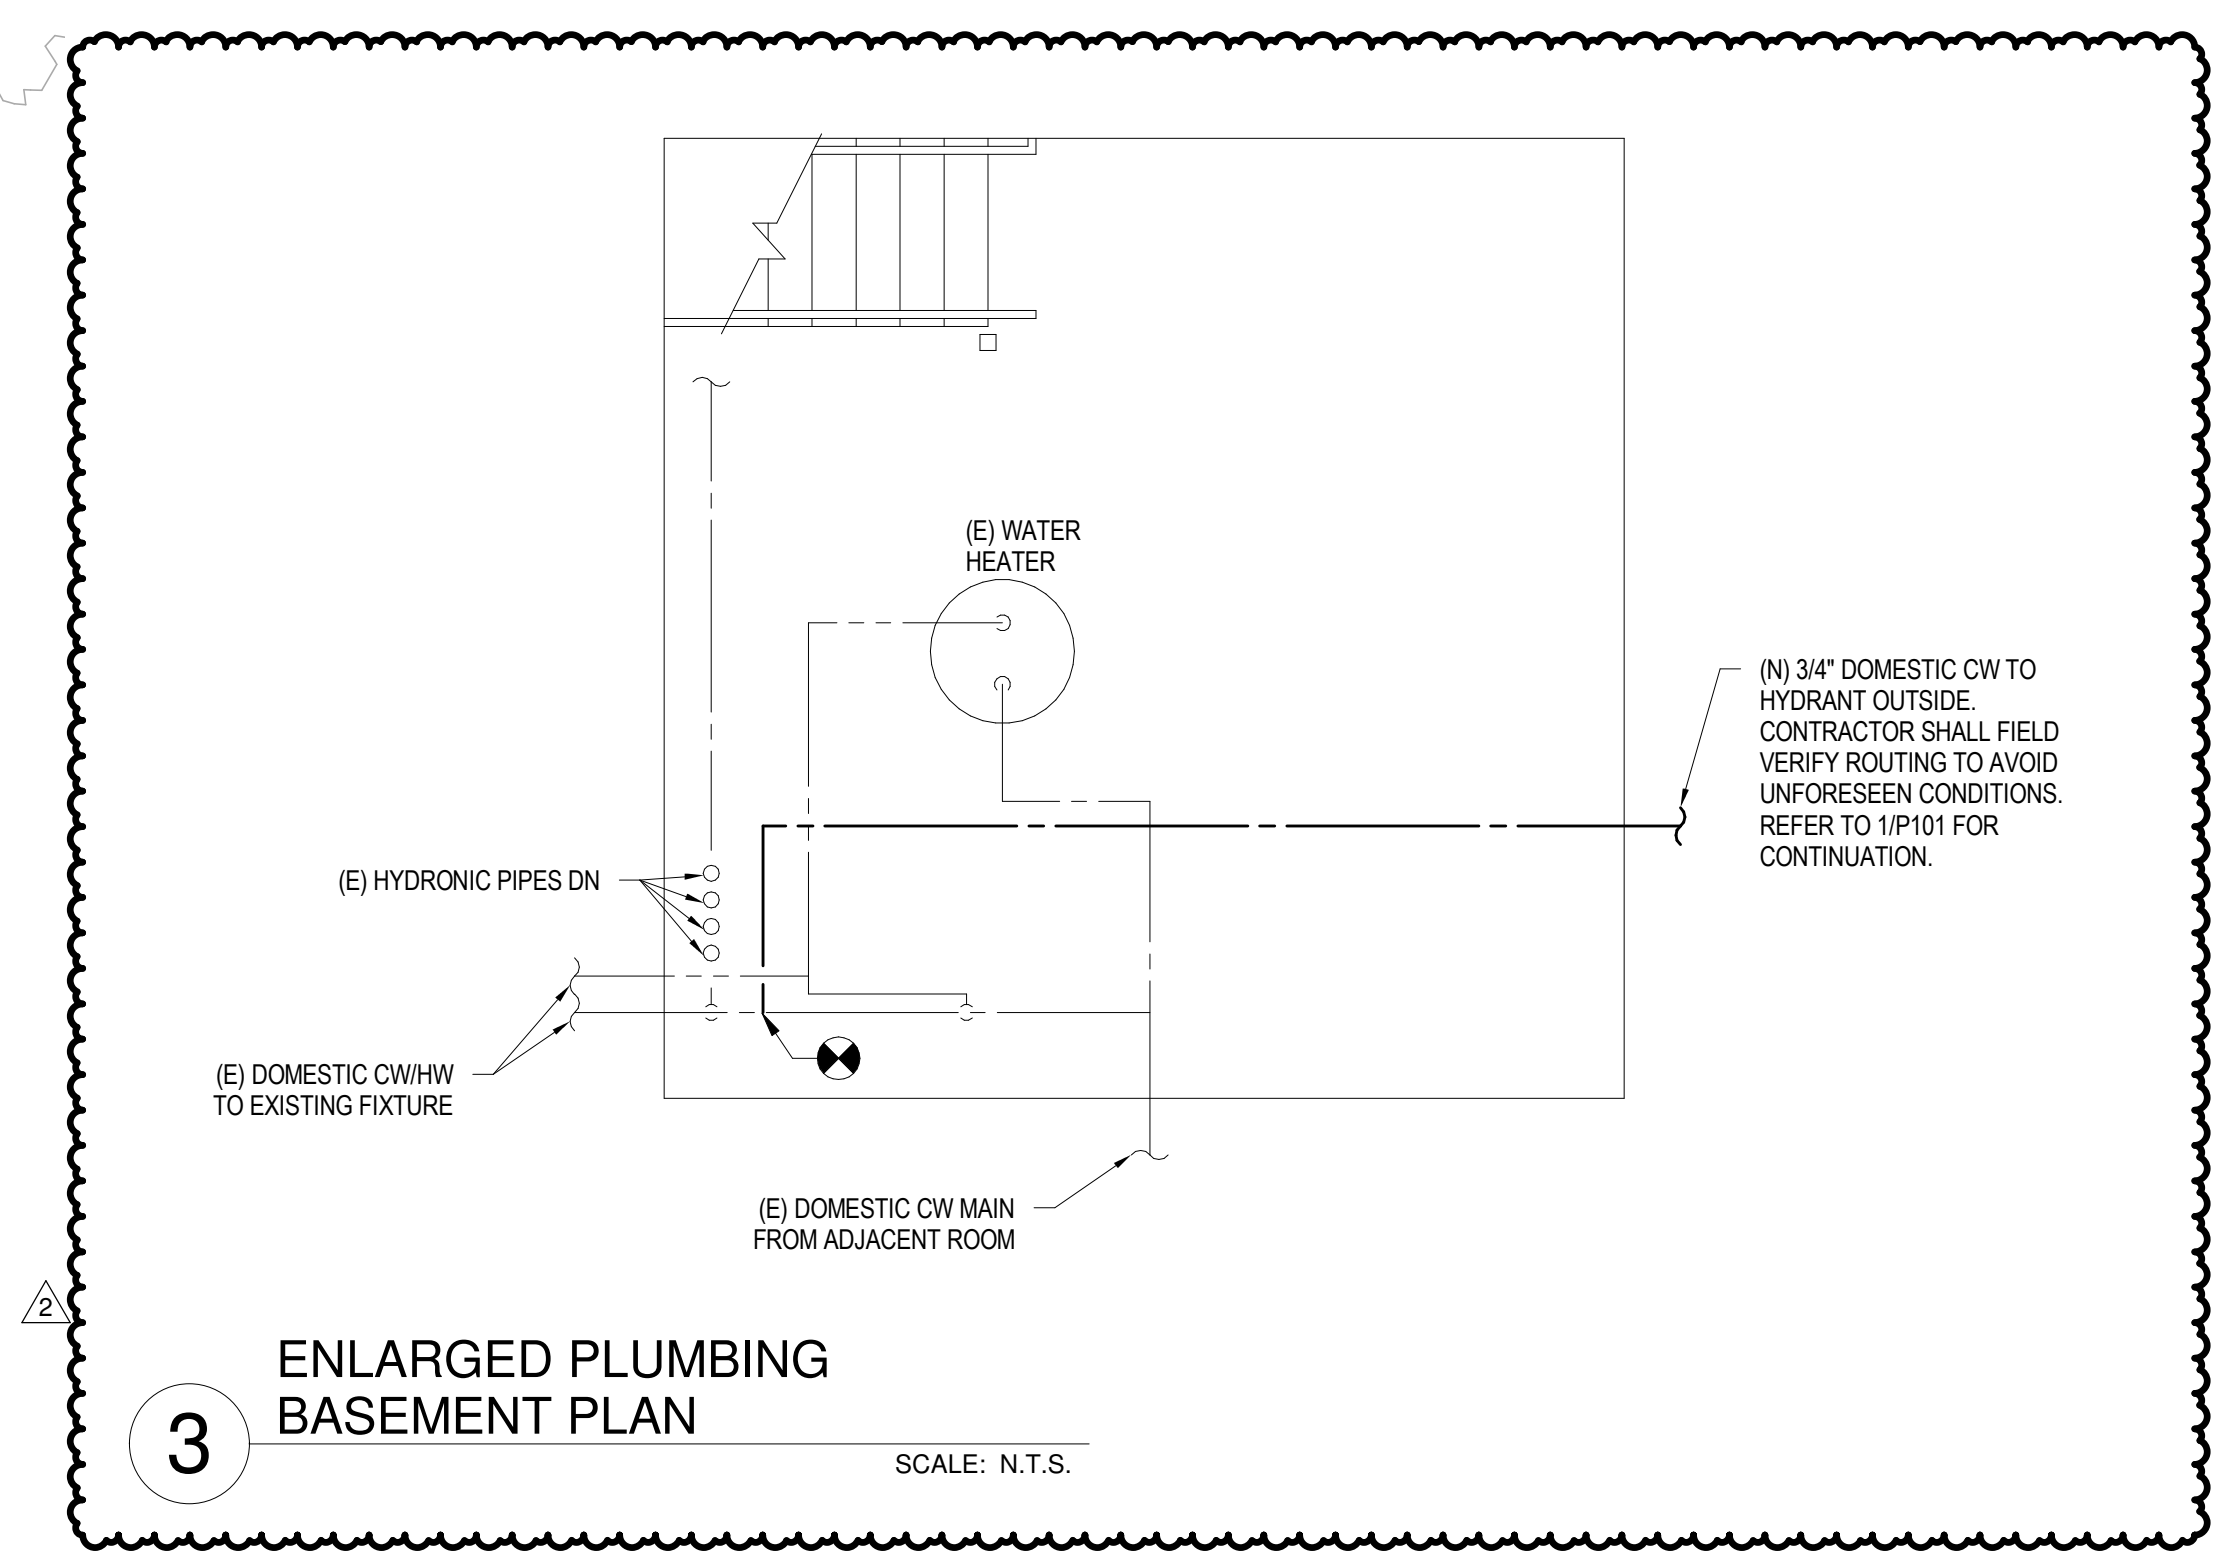 (E) WATER
HEATER
(N) 3/4" DOMESTIC CW TO
HYDRANT OUTSIDE.
CONTRACTOR SHALL FIELD
VERIFY ROUTING TO AVOID
UNFORESEEN CONDITIONS.
REFER TO 1/P101 FOR
CONTINUATION.
(E) HYDRONIC PIPES DN
(E) DOMESTIC CW/HW
TO EXISTING FIXTURE
(E) DOMESTIC CW MAIN
FROM ADJACENT ROOM
2
3
ENLARGED PLUMBING
BASEMENT PLAN
SCALE: N.T.S.